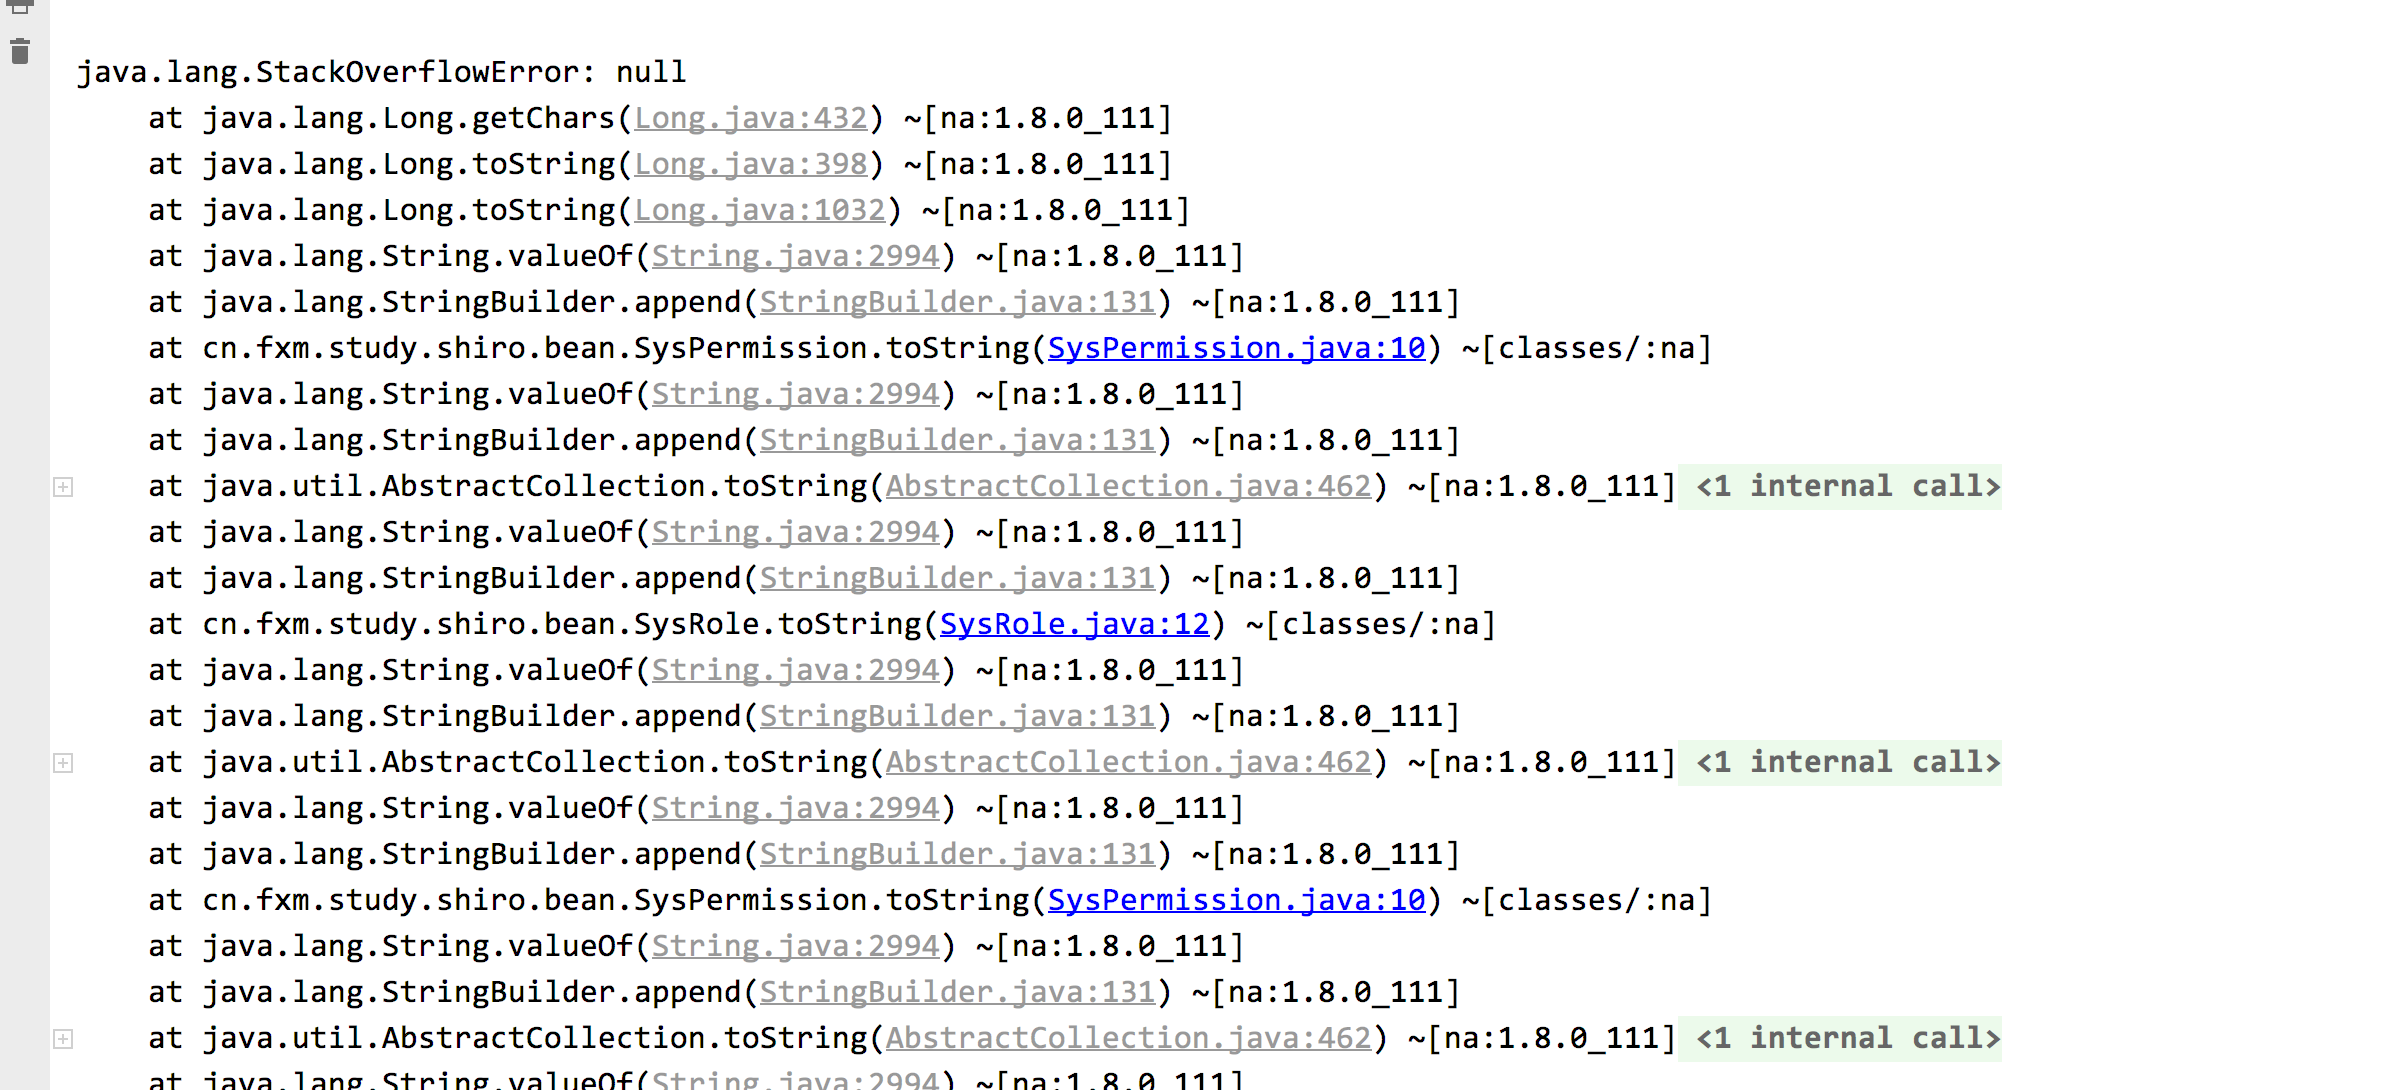 java.lang.StackOverflowError: null
at java.lang.Long.getChars(Long.java:432) ~[na:1.8.0_111]
at java.lang.Long.toString(Long.java:398) ~[na:1.8.0_111]
at java.lang.Long.toString(Long.java:1032) ~[na:1.8.0_111]
at java.lang.String.valueOf(String.java:2994) ~[na:1.8.0_111]
at java.lang.StringBuilder.append(StringBuilder.java:131) ~[na:1.8.0_111]
at cn.fxm.study.shiro.bean.SysPermission.toString(SysPermission.java:10) ~[classes/:na]
at java.lang.String.valueOf(String.java:2994) ~[na:1.8.0_111]
at java.lang.StringBuilder.append(StringBuilder.java:131) ~[na:1.8.0_111]
at java.util.AbstractCollection.toString(AbstractCollection.java:462) ~[na:1.8.0_111] <1 internal call>
at java.lang.String.valueOf(String.java:2994) ~[na:1.8.0_111]
at java.lang.StringBuilder.append(StringBuilder.java:131) ~[na:1.8.0_111]
at cn.fxm.study.shiro.bean.SysRole.toString(SysRole.java:12) ~[classes/:na]
at java.lang.String.valueOf(String.java:2994) ~[na:1.8.0_111]
at java.lang.StringBuilder.append(StringBuilder.java:131) ~[na:1.8.0_111]
at java.util.AbstractCollection.toString(AbstractCollection.java:462) ~[na:1.8.0_111] <1 internal call>
at java.lang.String.valueOf(String.java:2994) ~[na:1.8.0_111]
at java.lang.StringBuilder.append(StringBuilder.java:131) ~[na:1.8.0_111]
at cn.fxm.study.shiro.bean.SysPermission.toString(SysPermission.java:10) ~[classes/:na]
at java.lang.String.valueOf(String.java:2994) ~[na:1.8.0_111]
at java.lang.StringBuilder.append(StringBuilder.java:131) ~[na:1.8.0_111]
at java.util.AbstractCollection.toString(AbstractCollection.java:462) ~[na:1.8.0_111] <1 internal call>
at java.lang.String.valueOf(String.java:2994) ~[na:1.8.0_111]